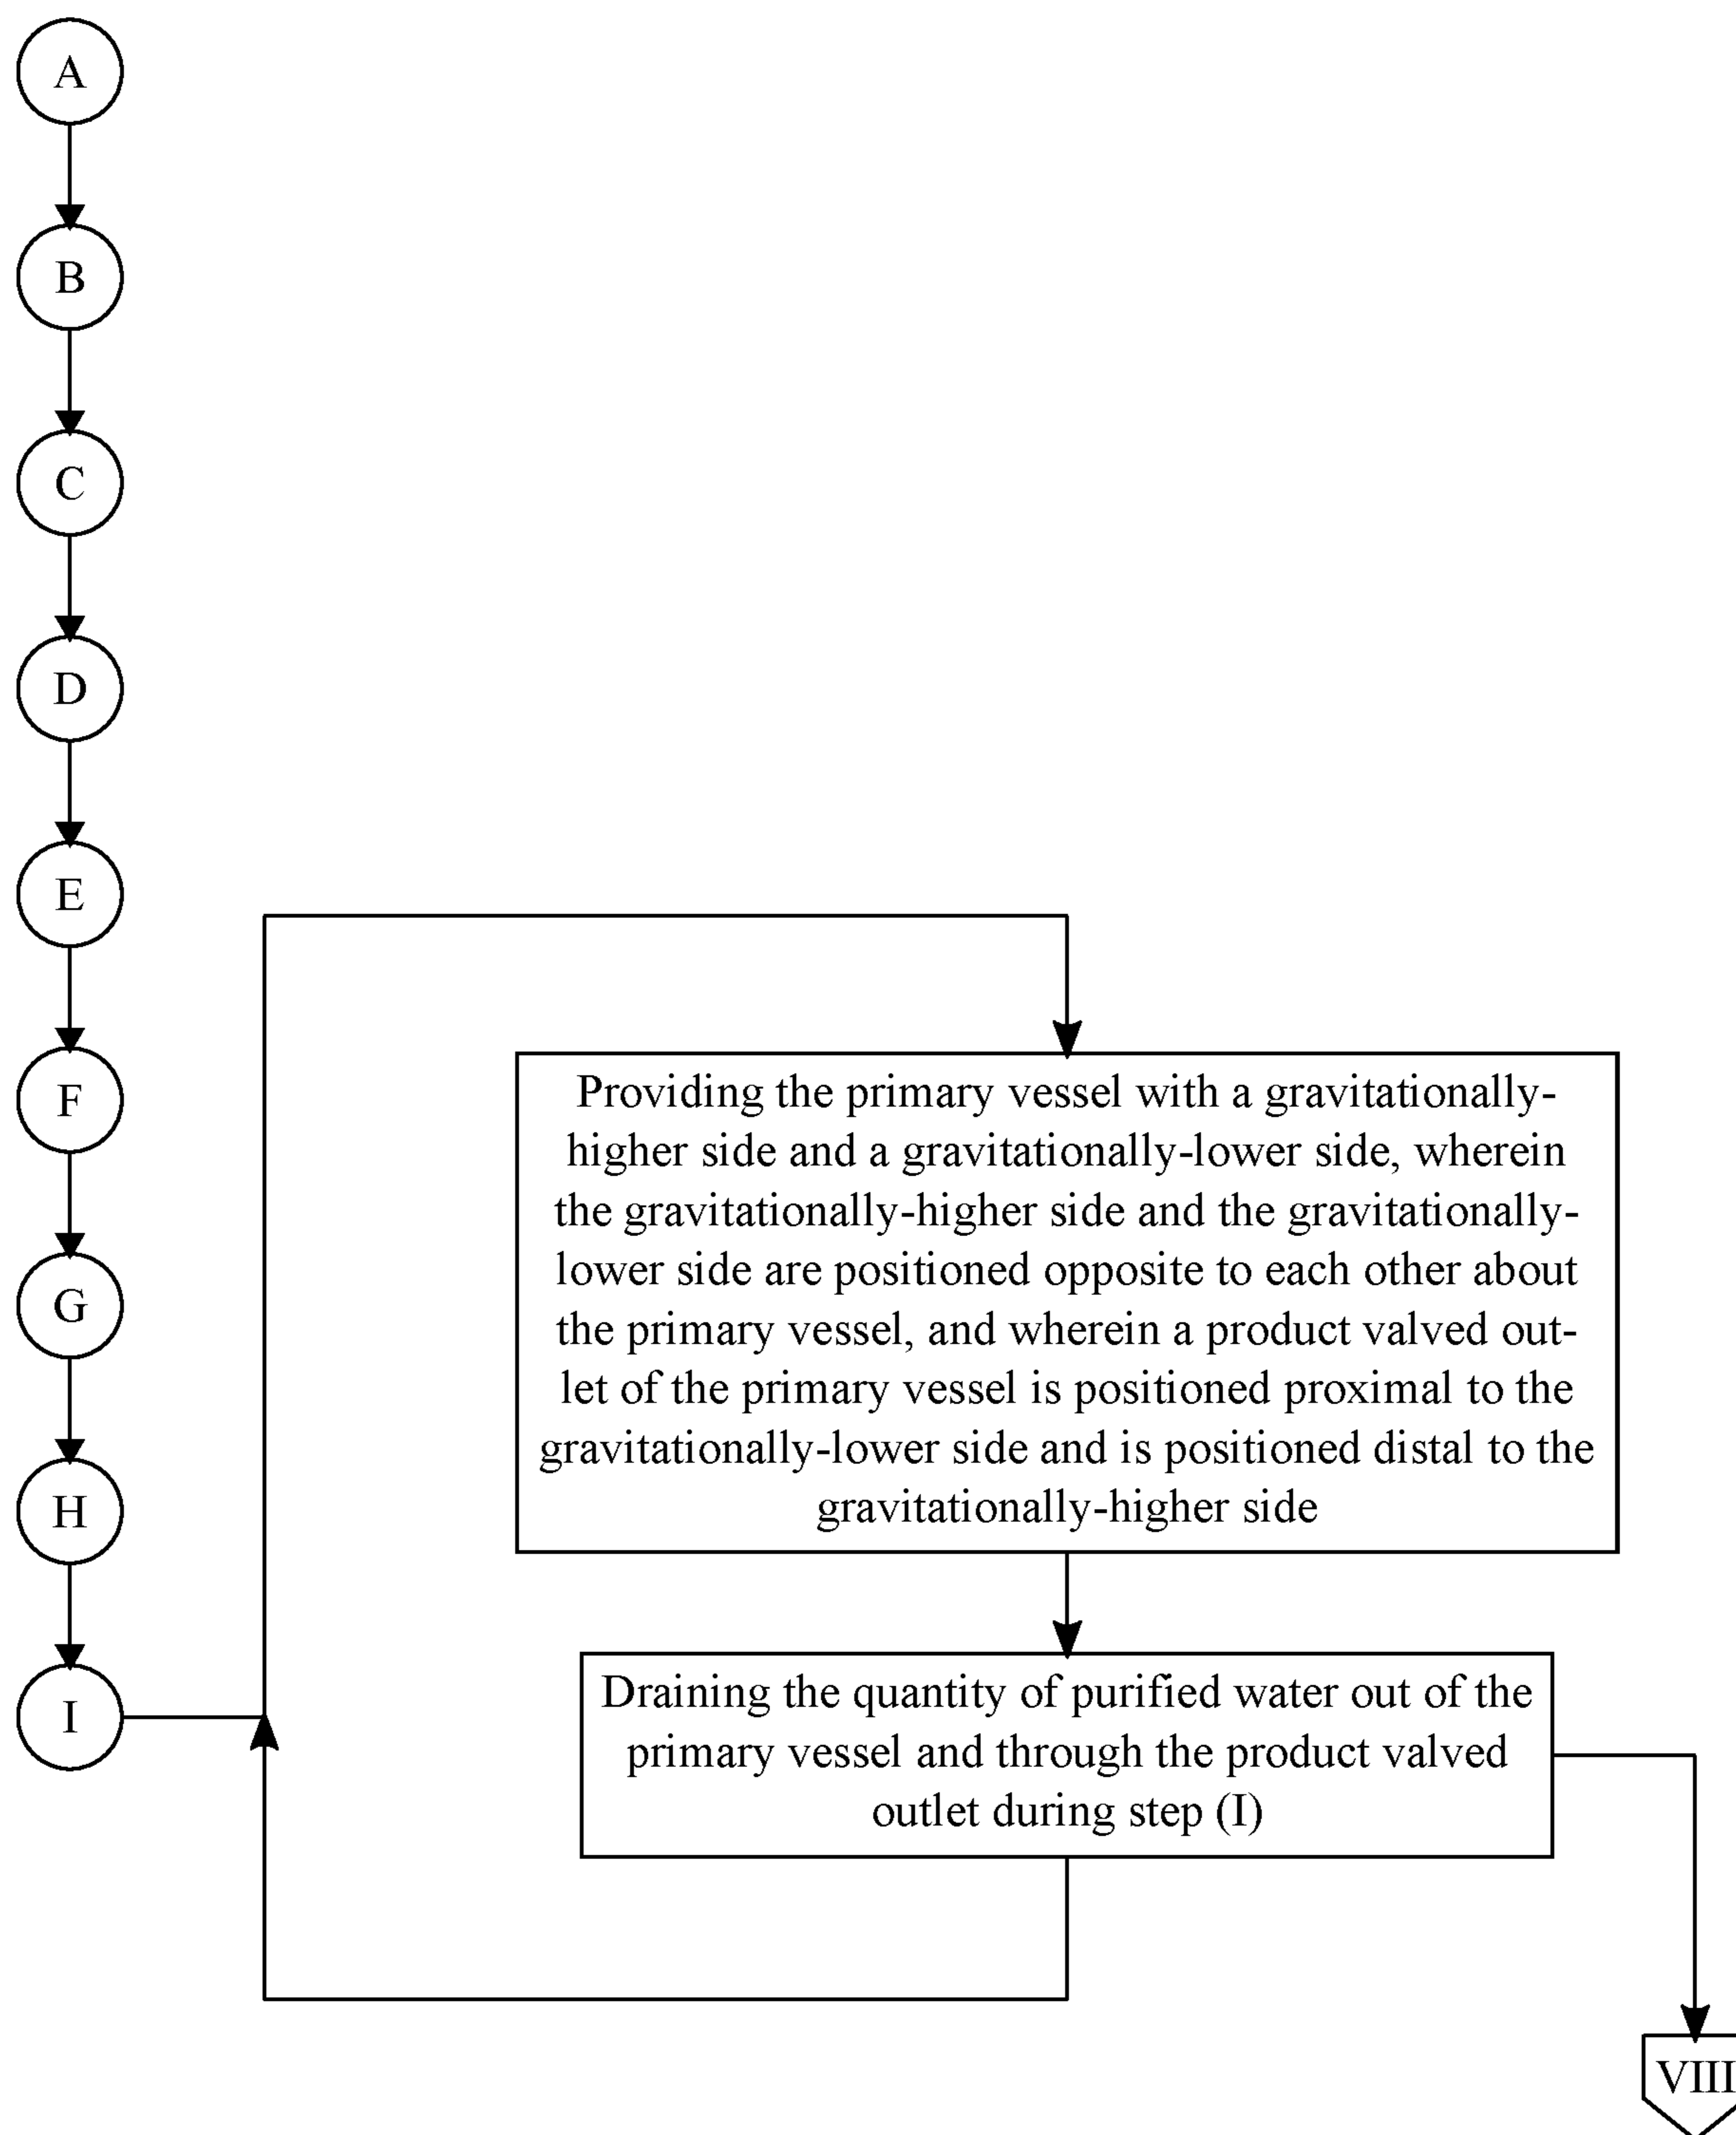 A
B
C
D
E
F
G
H
I
Providing the primary vessel with a gravitationally-
higher side and a gravitationally-lower side, wherein
the gravitationally-higher side and the gravitationally-
lower side are positioned opposite to each other about
the primary vessel, and wherein a product valved out-
let of the primary vessel is positioned proximal to the
gravitationally-lower side and is positioned distal to the
gravitationally-higher side
Draining the quantity of purified water out of the
primary vessel and through the product valved
outlet during step (I)
VIII